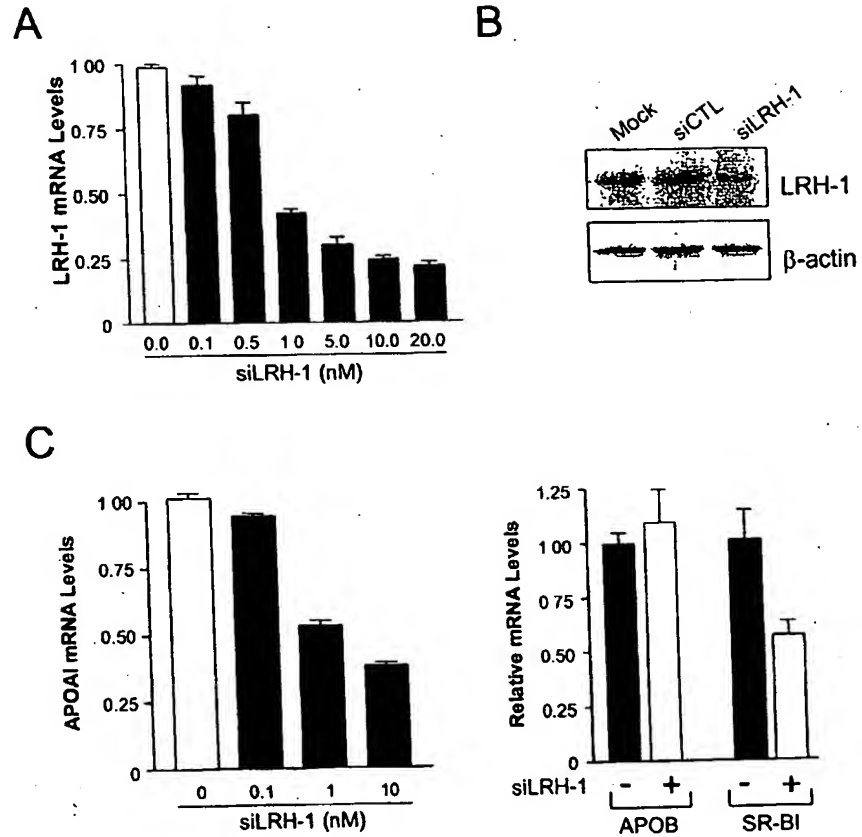 A
LRH-1 mRNA Levels
1 00
0.75
0.50
0.25
0
0.0 0.1 0.5 1 0 5.0 10.0 20.0
siLRH-1 (nM)
B
Mock siCTL siLRH-1
LRH-1
β-actin
C
APOAI mRNA Levels
1 00
0.75
0.50
0.25
0
0 0.1 1 10
siLRH-1 (nM)
Relative mRNA Levels
1.25
1 00
0 75
0.50
0.25
0
siLRH-1 - + - +
APOB SR-BI